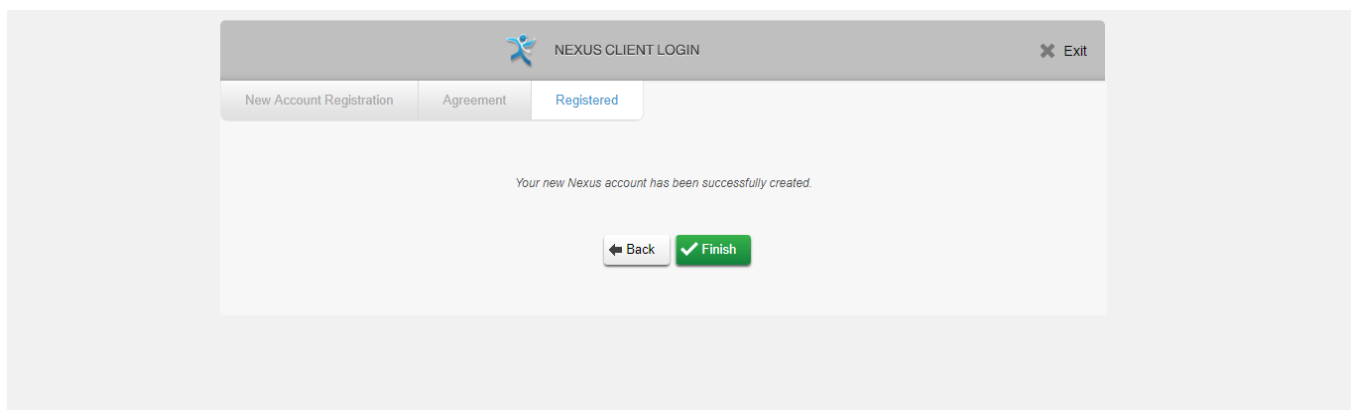 NEXUS CLIENT LOGIN
Exit
New Account Registration Agreement Registered
Your new Nexus account has been successfully created.
Back Finish